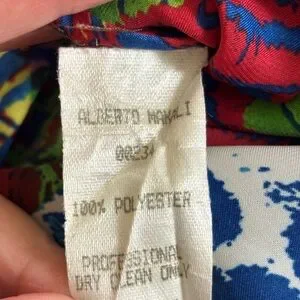 ALBERTO MAKALI
00234
100% POLYESTER
PROFESSIONAL
DRY CLEAN ONLY